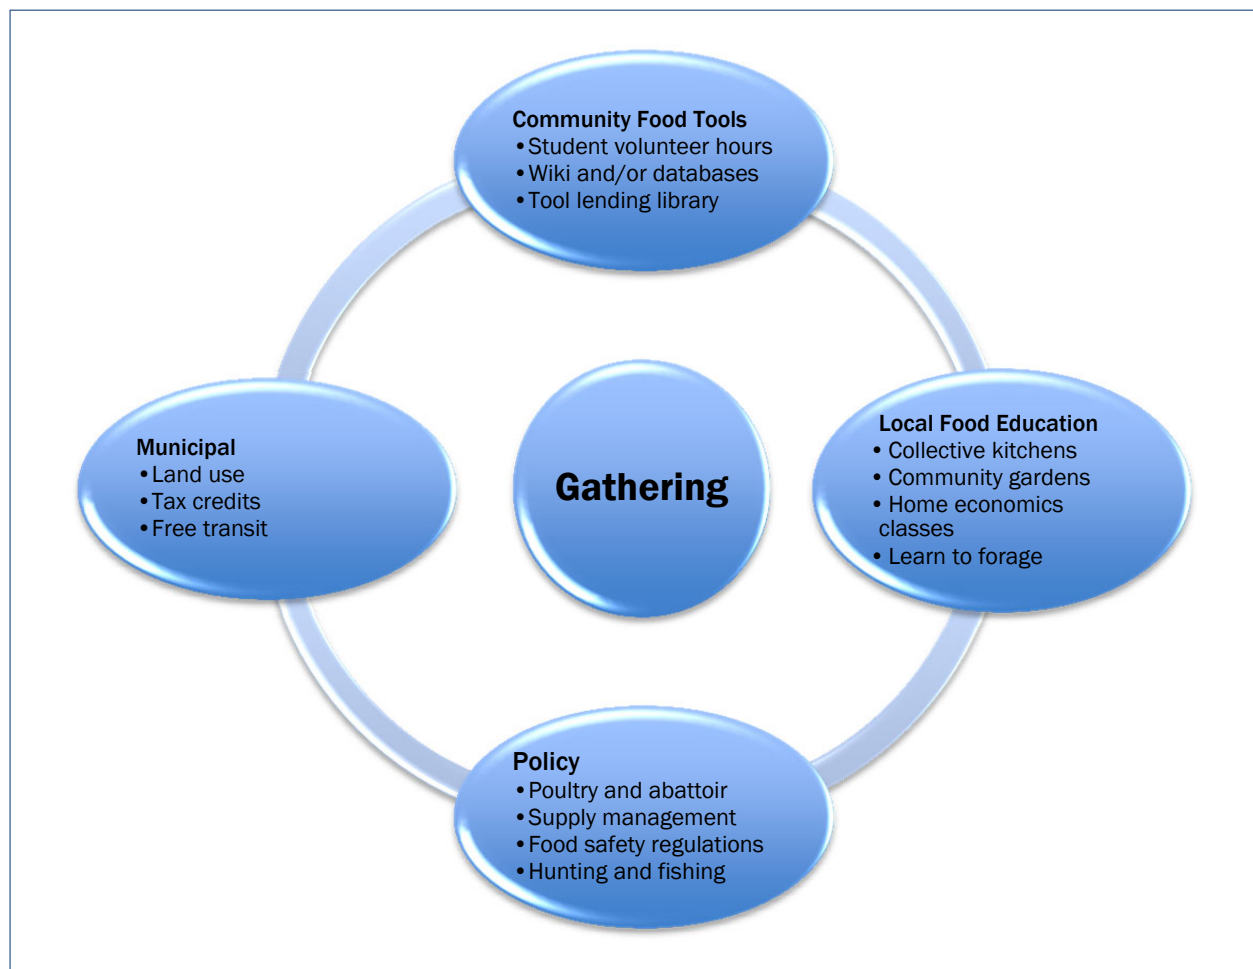 Community Food Tools
•Student volunteer hours
•Wiki and/or databases
•Tool lending library
Municipal
•Land use
•Tax credits
•Free transit
Gathering
Local Food Education
• Collective kitchens
• Community gardens
• Home economics
classes
• Learn to forage
Policy
•Poultry and abattoir
•Supply management
•Food safety regulations
•Hunting and fishing